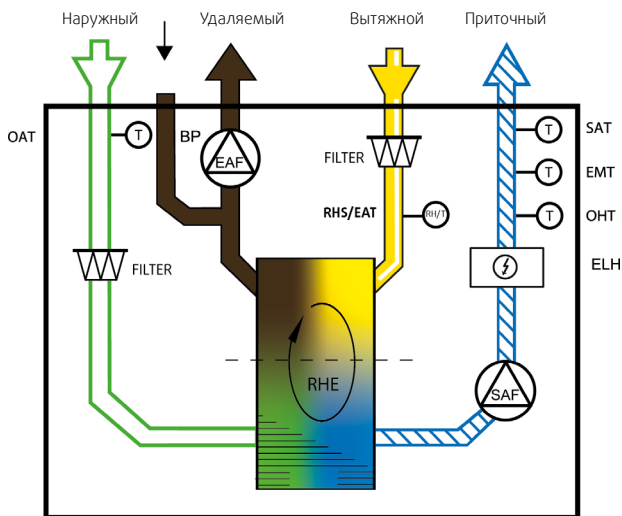 Наружный
Удаляемый
Вытяжной
Приточный
OAT
T
BP
EAF
FILTER
T
SAT
T
EMT
RHS/EAT
RH/T
T
OHT
FILTER
ELH
RHE
SAF